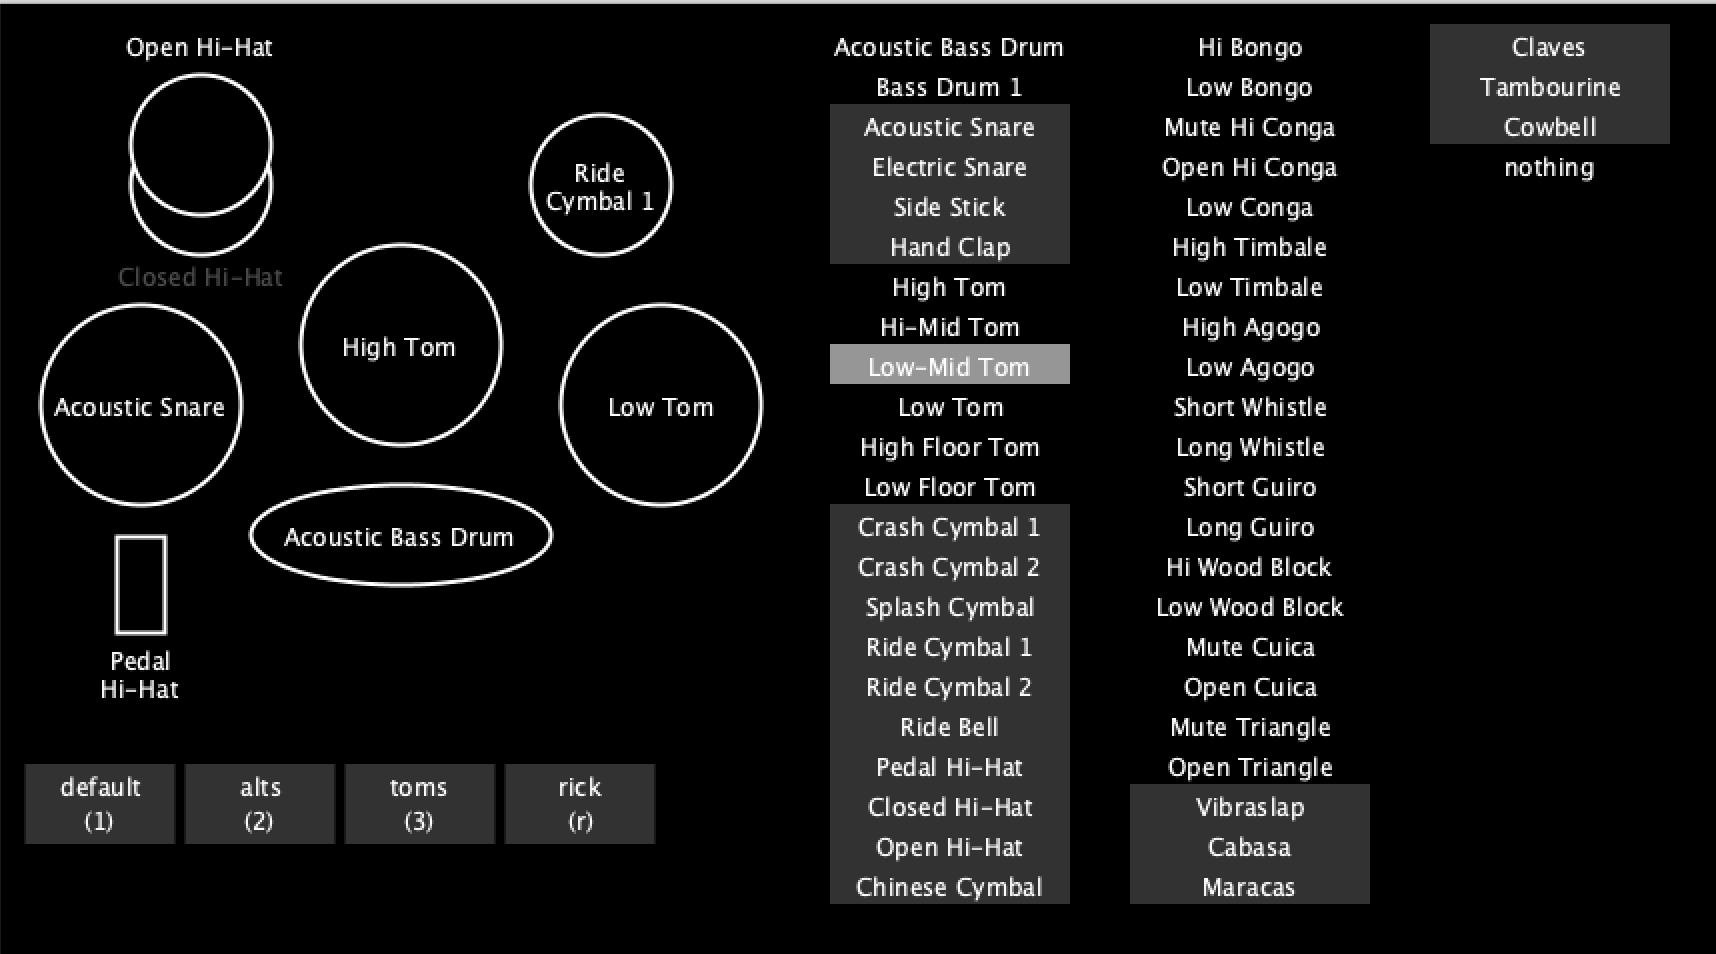 Open Hi-Hat
Ride
Cymbal 1
Closed Hi-Hat
High Tom
Acoustic Snare
Low Tom
Acoustic Bass Drum
Pedal
Hi-Hat
default
(1)
alts
(2)
toms
(3)
rick
(r)
Acoustic Bass Drum
Bass Drum 1
Acoustic Snare
Electric Snare
Side Stick
Hand Clap
High Tom
Hi-Mid Tom
Low-Mid Tom
Low Tom
High Floor Tom
Low Floor Tom
Crash Cymbal 1
Crash Cymbal 2
Splash Cymbal
Ride Cymbal 1
Ride Cymbal 2
Ride Bell
Pedal Hi-Hat
Closed Hi-Hat
Open Hi-Hat
Chinese Cymbal
Hi Bongo
Low Bongo
Mute Hi Conga
Open Hi Conga
Low Conga
High Timbale
Low Timbale
High Agogo
Low Agogo
Short Whistle
Long Whistle
Short Guiro
Long Guiro
Hi Wood Block
Low Wood Block
Mute Cuica
Open Cuica
Mute Triangle
Open Triangle
Vibraslap
Cabasa
Maracas
Claves
Tambourine
Cowbell
nothing